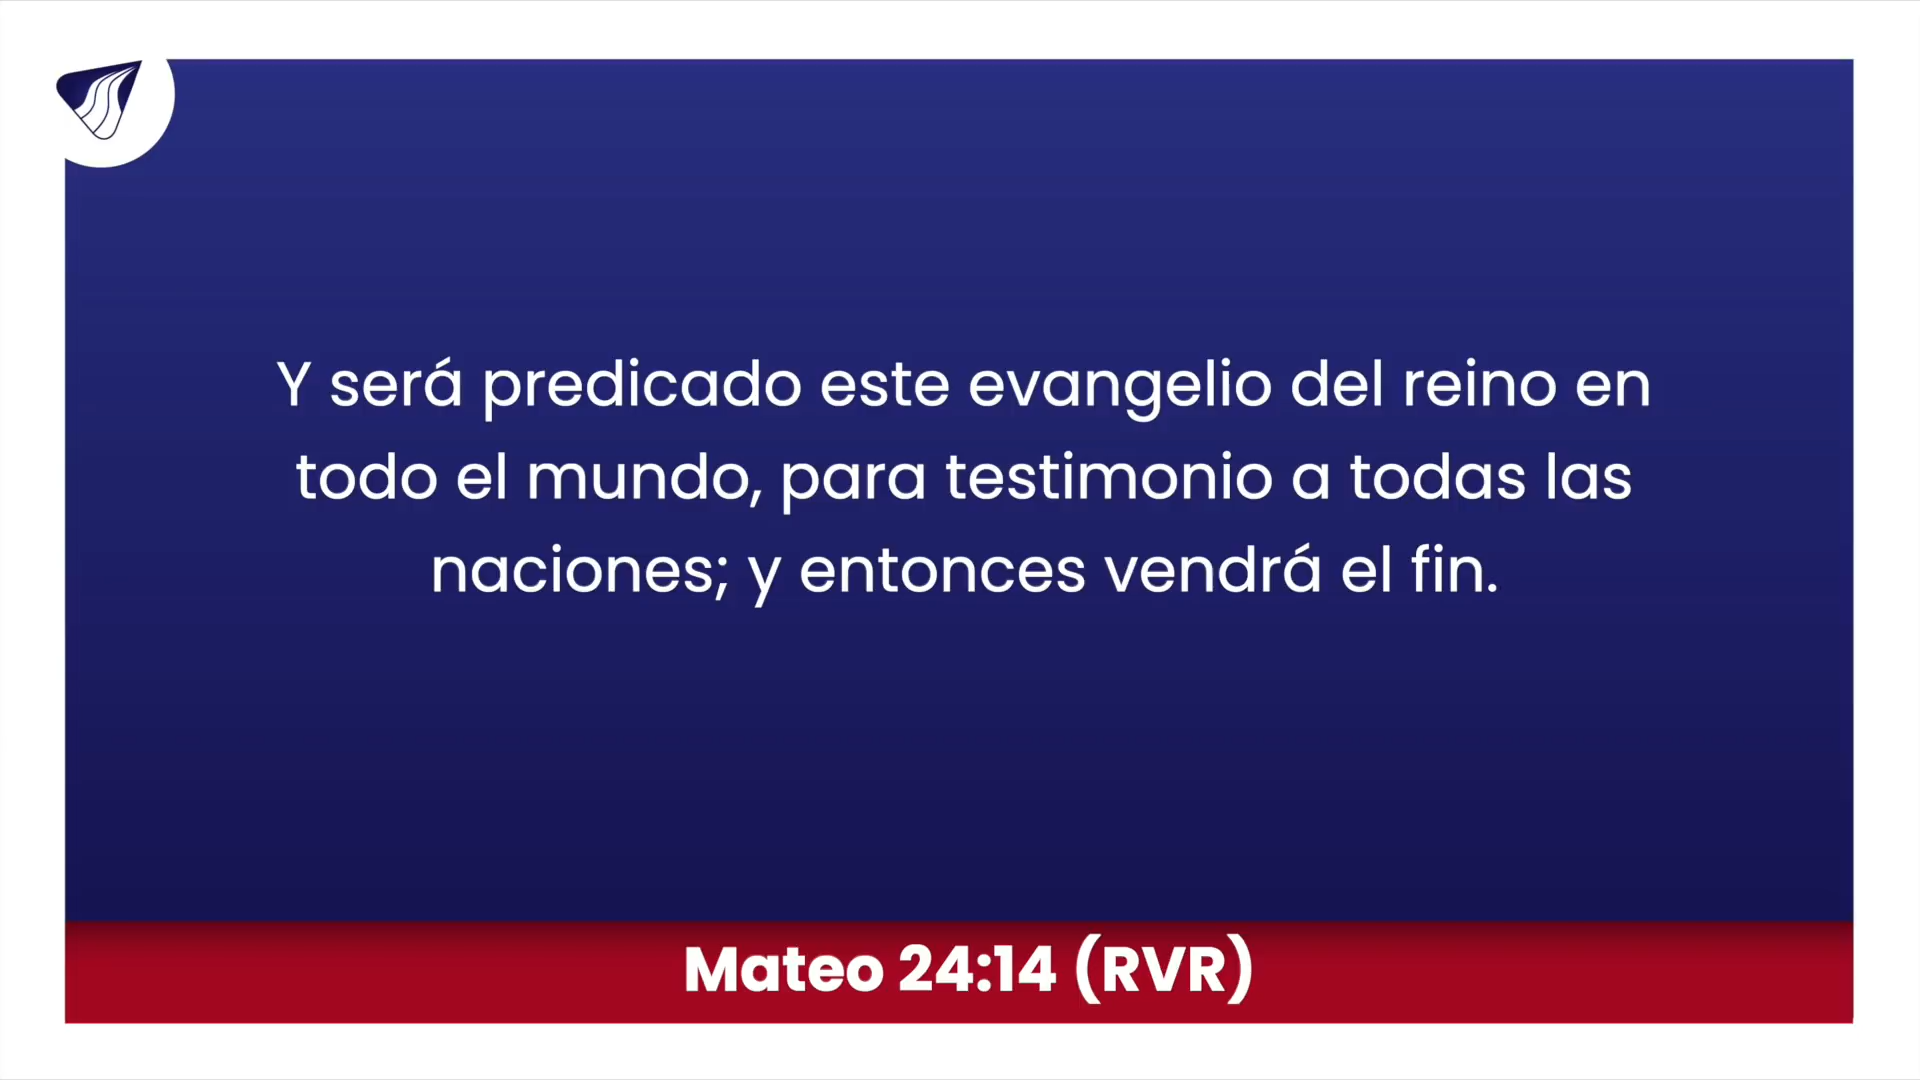 Y será predicado este evangelio del reino en
todo el mundo, para testimonio a todas las
naciones; y entonces vendrá el fin.
Mateo 24:14 (RVR)